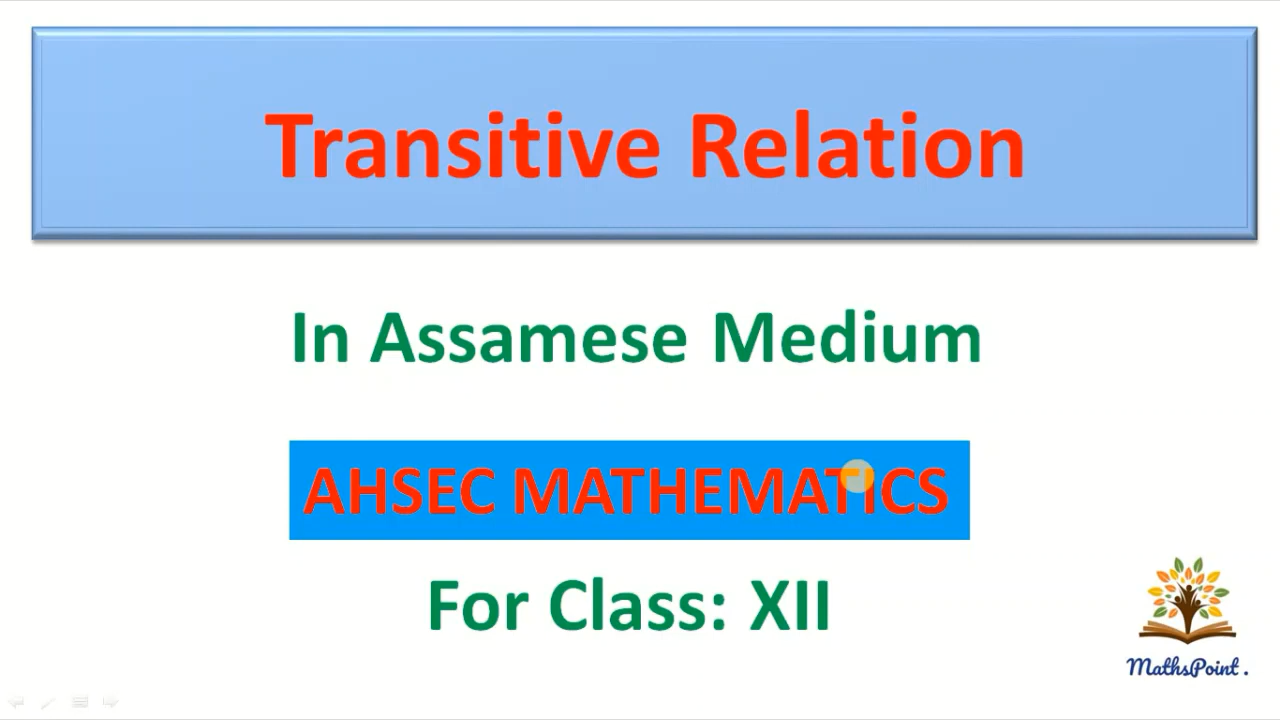 Transitive Relation
In Assamese Medium
AHSEC MATHEMATICS
For Class: XII
MathsPoint .